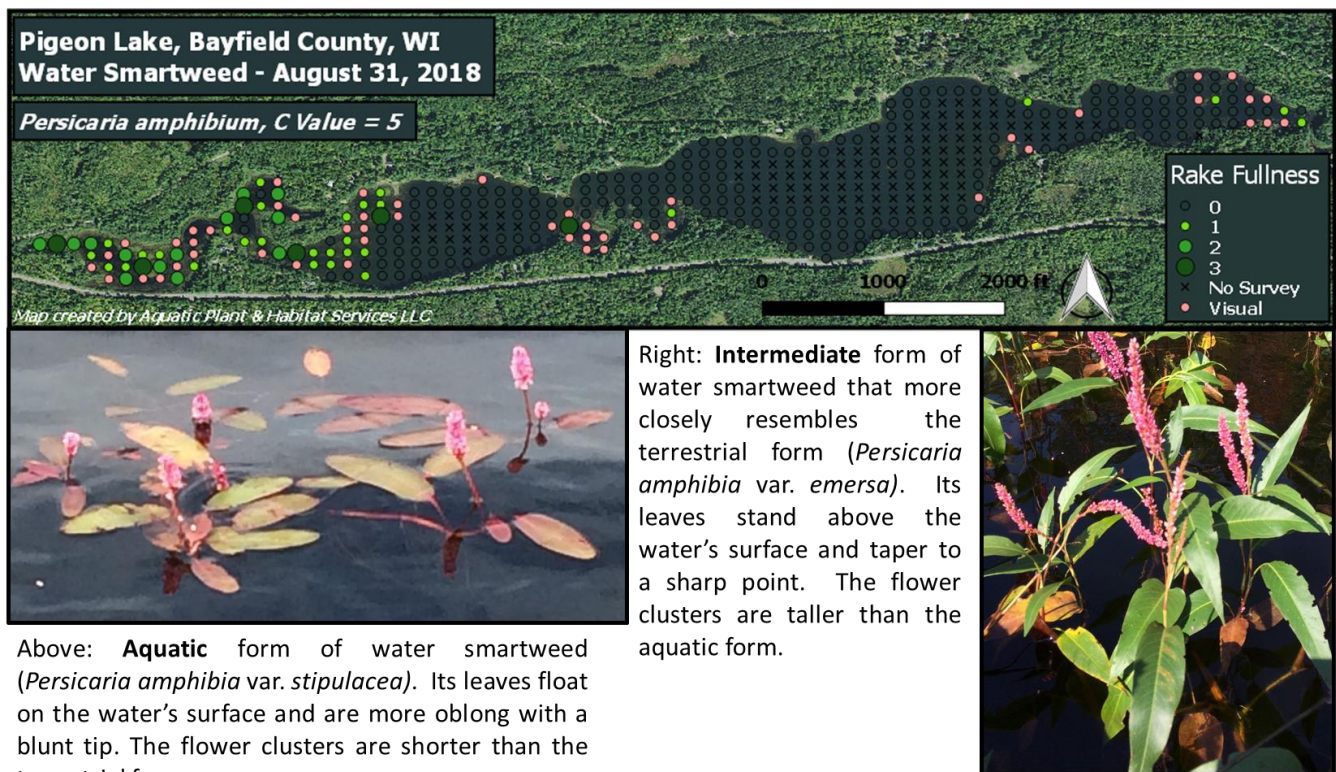 Pigeon Lake, Bayfield County, WI
Water Smartweed - August 31, 2018
Persicaria amphibium, C Value = 5
Rake Fullness
0
1
2
3
No Survey
Visual
0 1000 2000 ft
Map created by Aquatic Plant & Habitat Services LLC
Right: Intermediate form of
water smartweed that more
closely resembles the
terrestrial form (Persicaria
amphibia var. emersa). Its
leaves stand above the
water’s surface and taper to
a sharp point. The flower
clusters are taller than the
aquatic form.
Above: Aquatic form of water smartweed
(Persicaria amphibia var. stipulacea). Its leaves float
on the water’s surface and are more oblong with a
blunt tip. The flower clusters are shorter than the